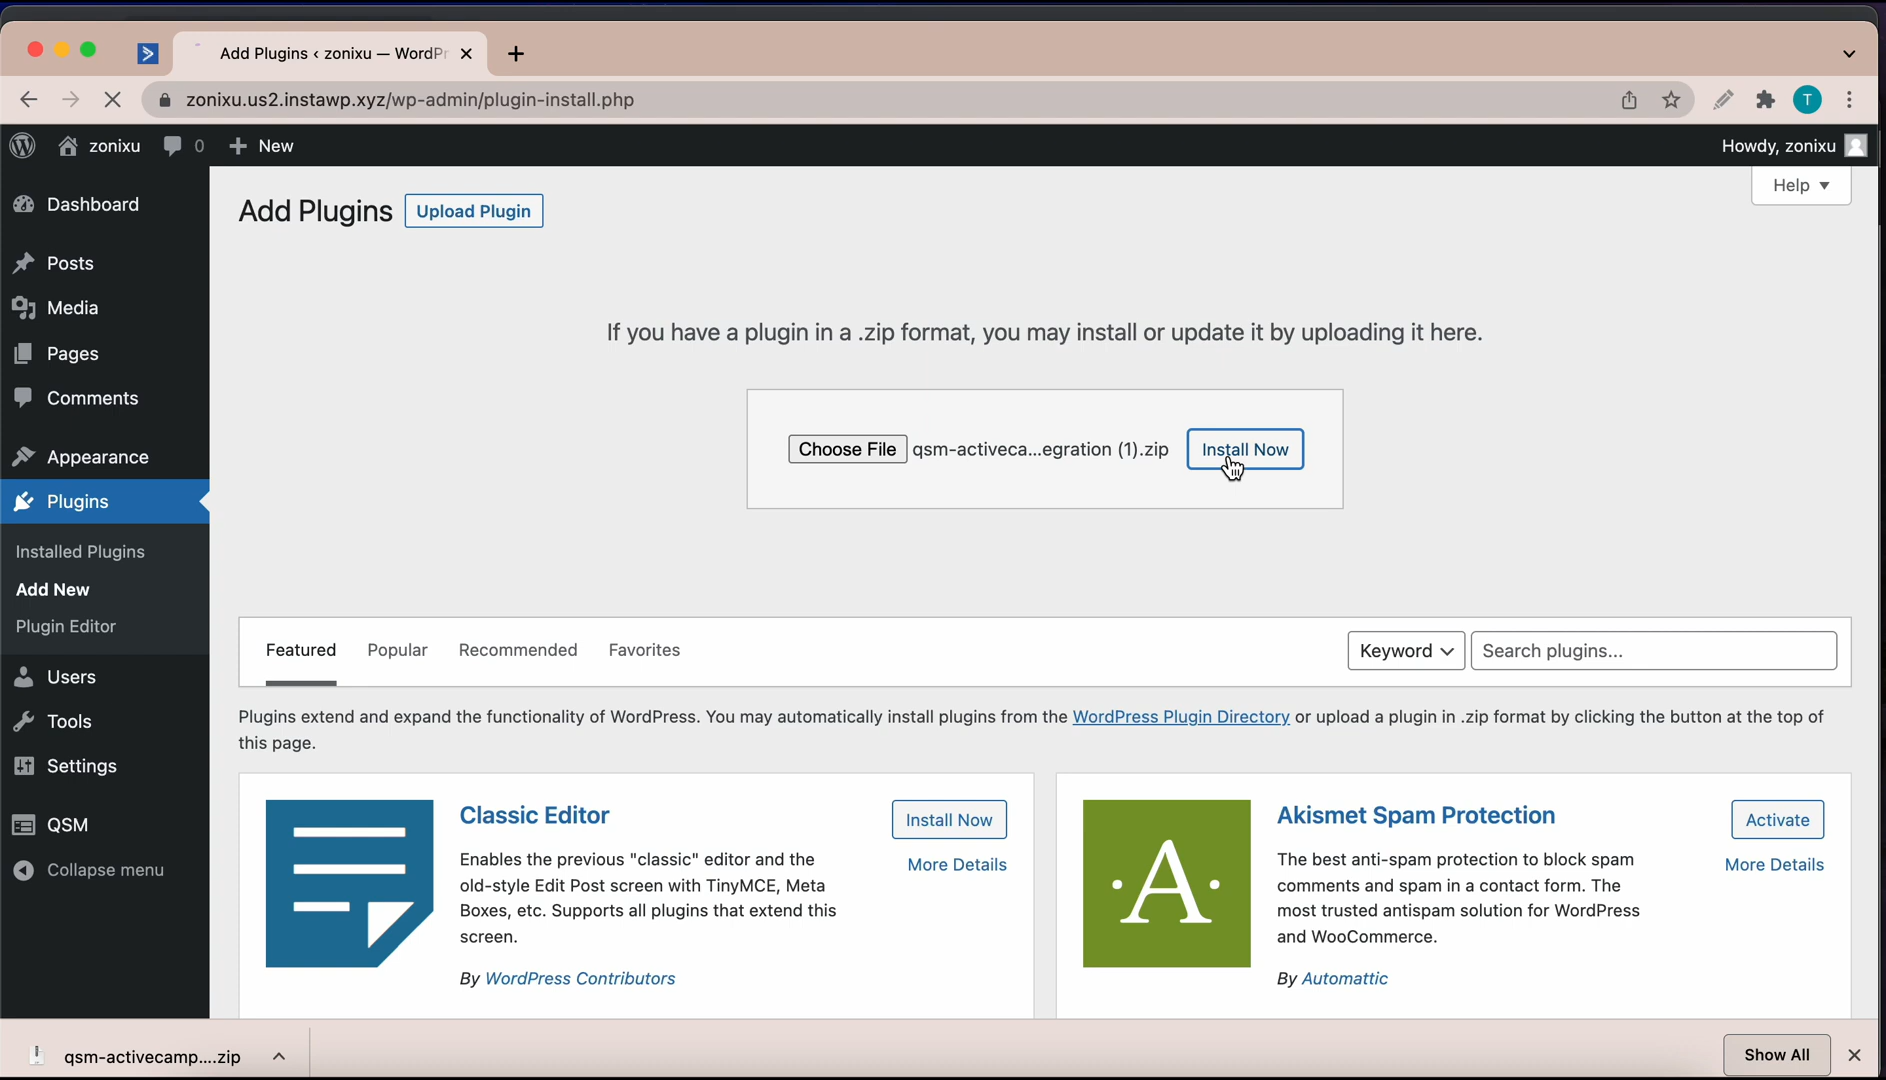 Add Plugins ‹ zonixu — WordPr
zonixu.us2.instawp.xyz/wp-admin/plugin-install.php
T
zonixu
0
New
Howdy, zonixu
Dashboard
Posts
Media
Pages
Comments
Appearance
Plugins
Installed Plugins
Add New
Plugin Editor
Users
Tools
Settings
QSM
Collapse menu
Help
Add Plugins
Upload Plugin
If you have a plugin in a .zip format, you may install or update it by uploading it here.
Choose File qsm-activeca...egration (1).zip Install Now
Featured Popular Recommended Favorites
Keyword Search plugins...
Plugins extend and expand the functionality of WordPress. You may automatically install plugins from the WordPress Plugin Directory or upload a plugin in .zip format by clicking the button at the top of
this page.
Classic Editor
Install Now
More Details
Enables the previous "classic" editor and the
old-style Edit Post screen with TinyMCE, Meta
Boxes, etc. Supports all plugins that extend this
screen.
By WordPress Contributors
A
Akismet Spam Protection
Activate
More Details
The best anti-spam protection to block spam
comments and spam in a contact form. The
most trusted antispam solution for WordPress
and WooCommerce.
By Automattic
qsm-activecamp....zip
Show All